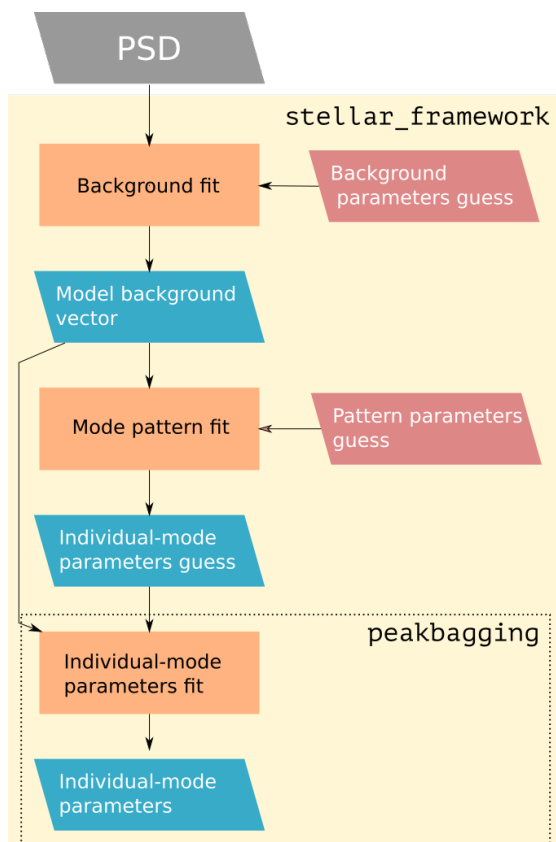 PSD
stellar_framework
Background fit
Background
parameters guess
Model background
vector
Mode pattern fit
Pattern parameters
guess
Individual-mode
parameters guess
peakbagging
Individual-mode
parameters fit
Individual-mode
parameters